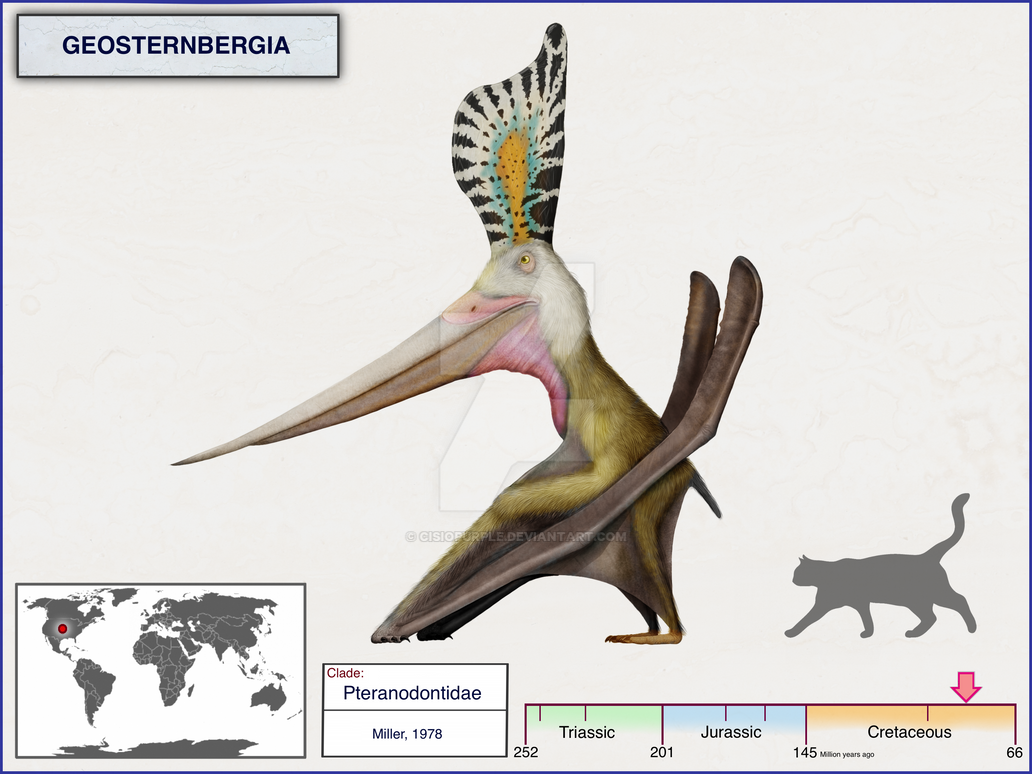 GEOSTERNBERGIA
© CISIOPURPLE.DEVIANTART.COM
Clade:
Pteranodontidae
Miller, 1978
Triassic Jurassic Cretaceous
252 201 145 Million years ago 66